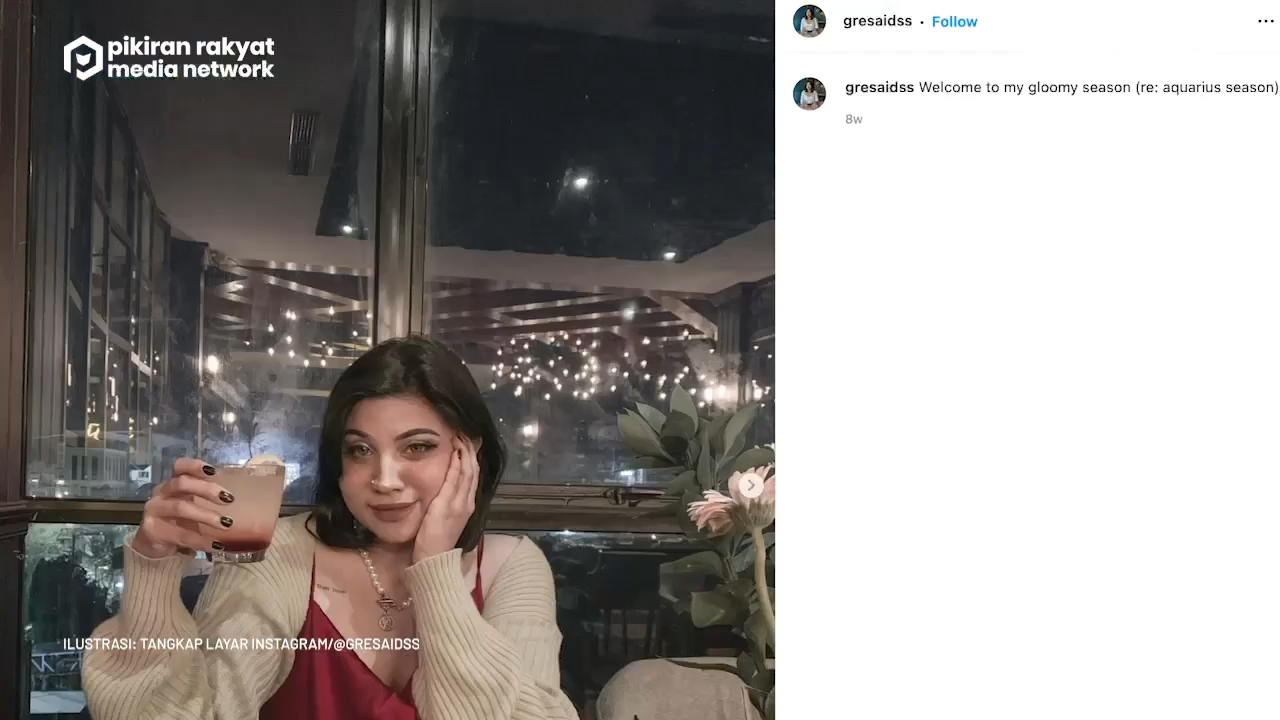 pikiran rakyat
media network
gresaidss • Follow
gresaidss Welcome to my gloomy season (re: aquarius season)
8w
ILUSTRASI: TANGKAP LAYAR INSTAGRAM/@GRESAIDSS